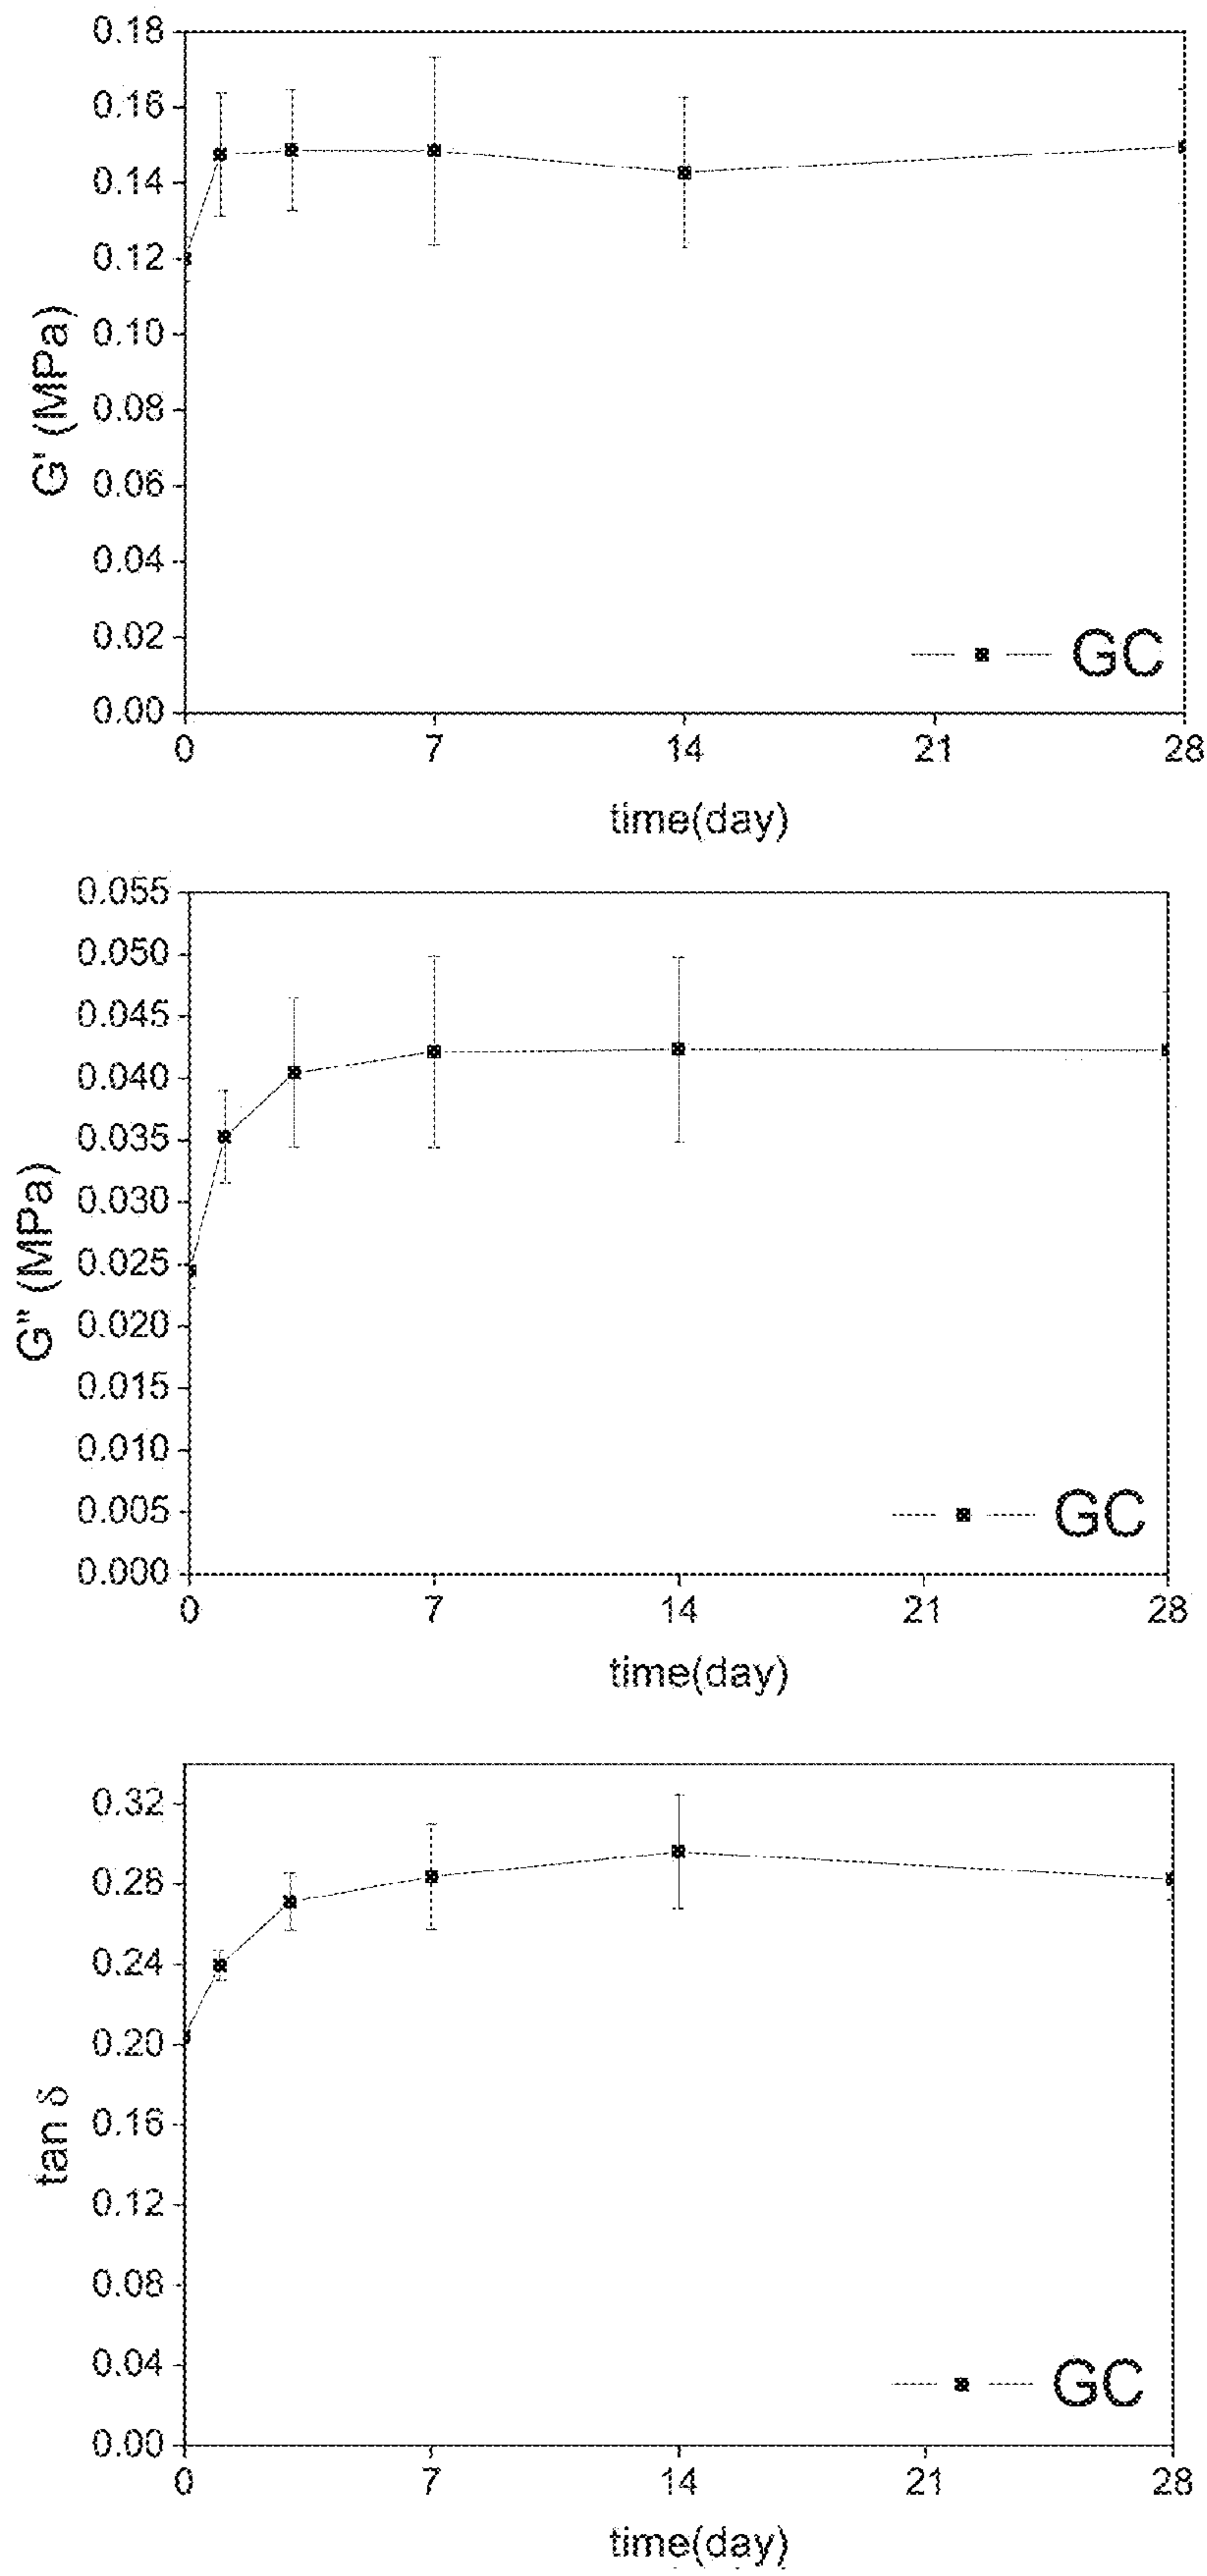 0.18
0.16
0.14
0.12
0.10
0.08
0.06
0.04
0.02
0.00
G' (MPa)
GC
0 7 14 21 28
time(day)
0.055
0.050
0.045
0.040
0.035
0.030
0.025
0.020
0.015
0.010
0.005
0.000
G" (MPa)
GC
0 7 14 21 28
time(day)
0.32
0.28
0.24
0.20
0.16
0.12
0.08
0.04
0.00
tan δ
GC
0 7 14 21 28
time(day)